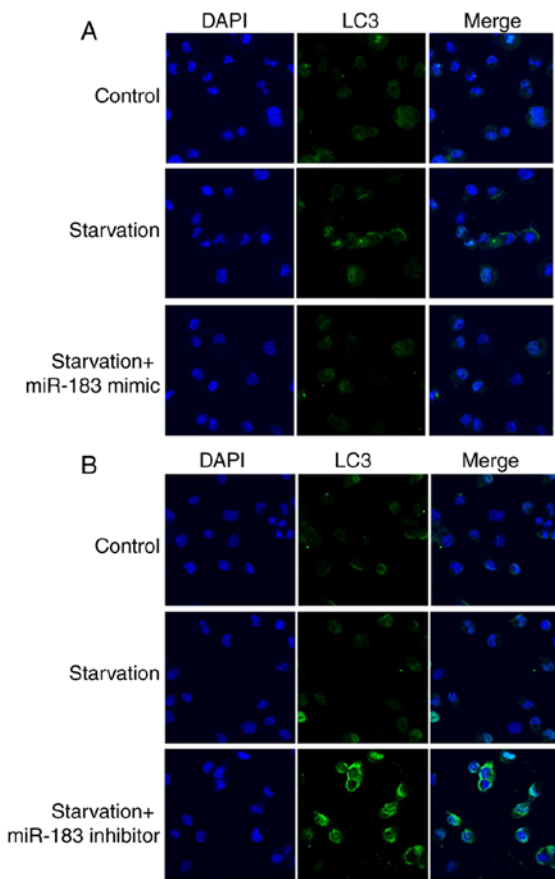 A
DAPI LC3 Merge
Control
Starvation
Starvation+
miR-183 mimic
B
DAPI LC3 Merge
Control
Starvation
Starvation+
miR-183 inhibitor